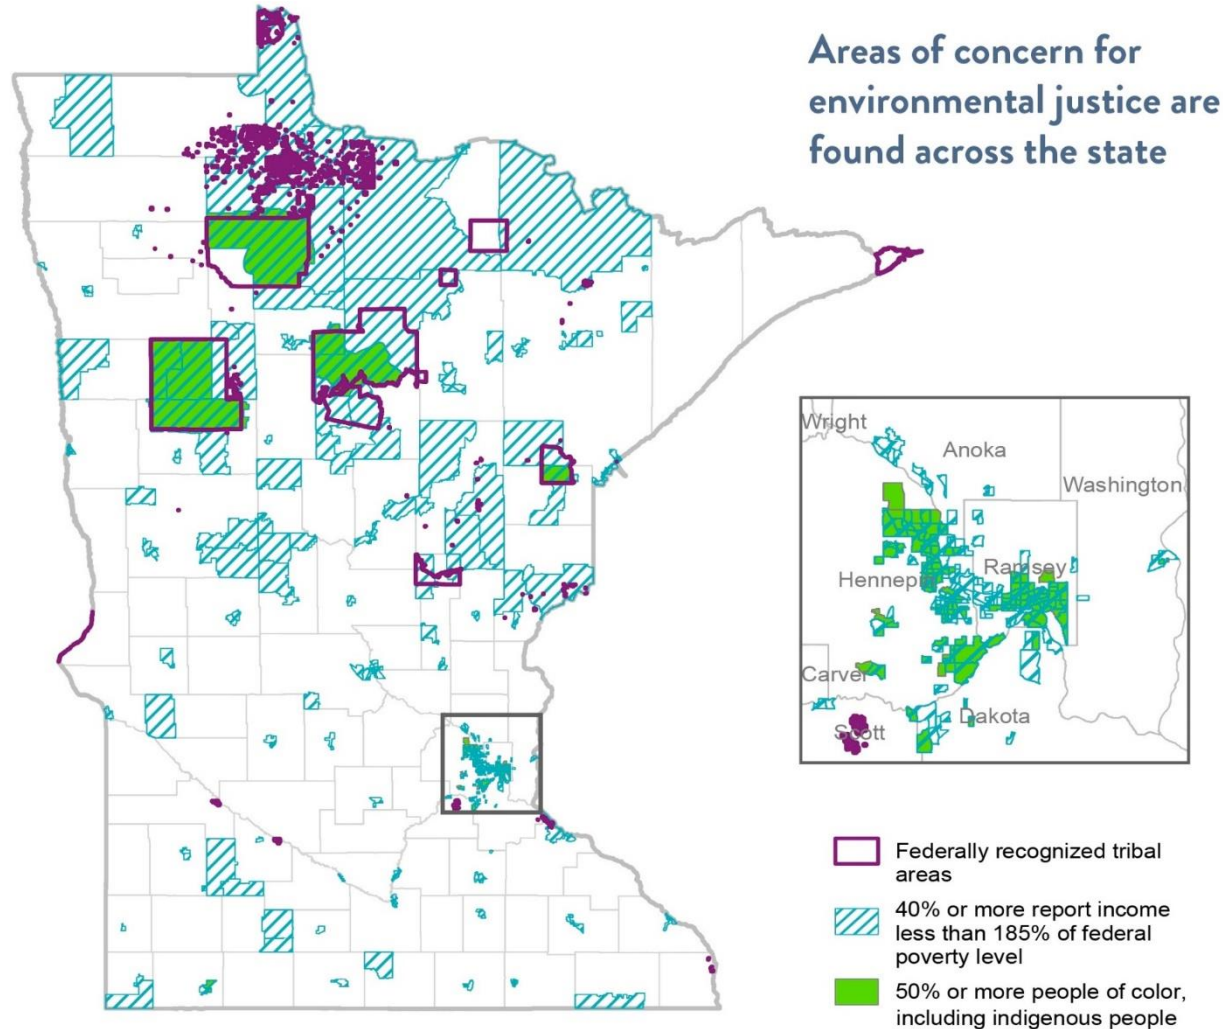 Areas of concern for
environmental justice are
found across the state
Wright
Anoka
Washington
Hennepin
Ramsey
Carver
Scott
Dakota
Federally recognized tribal
areas
40% or more report income
less than 185% of federal
poverty level
50% or more people of color,
including indigenous people